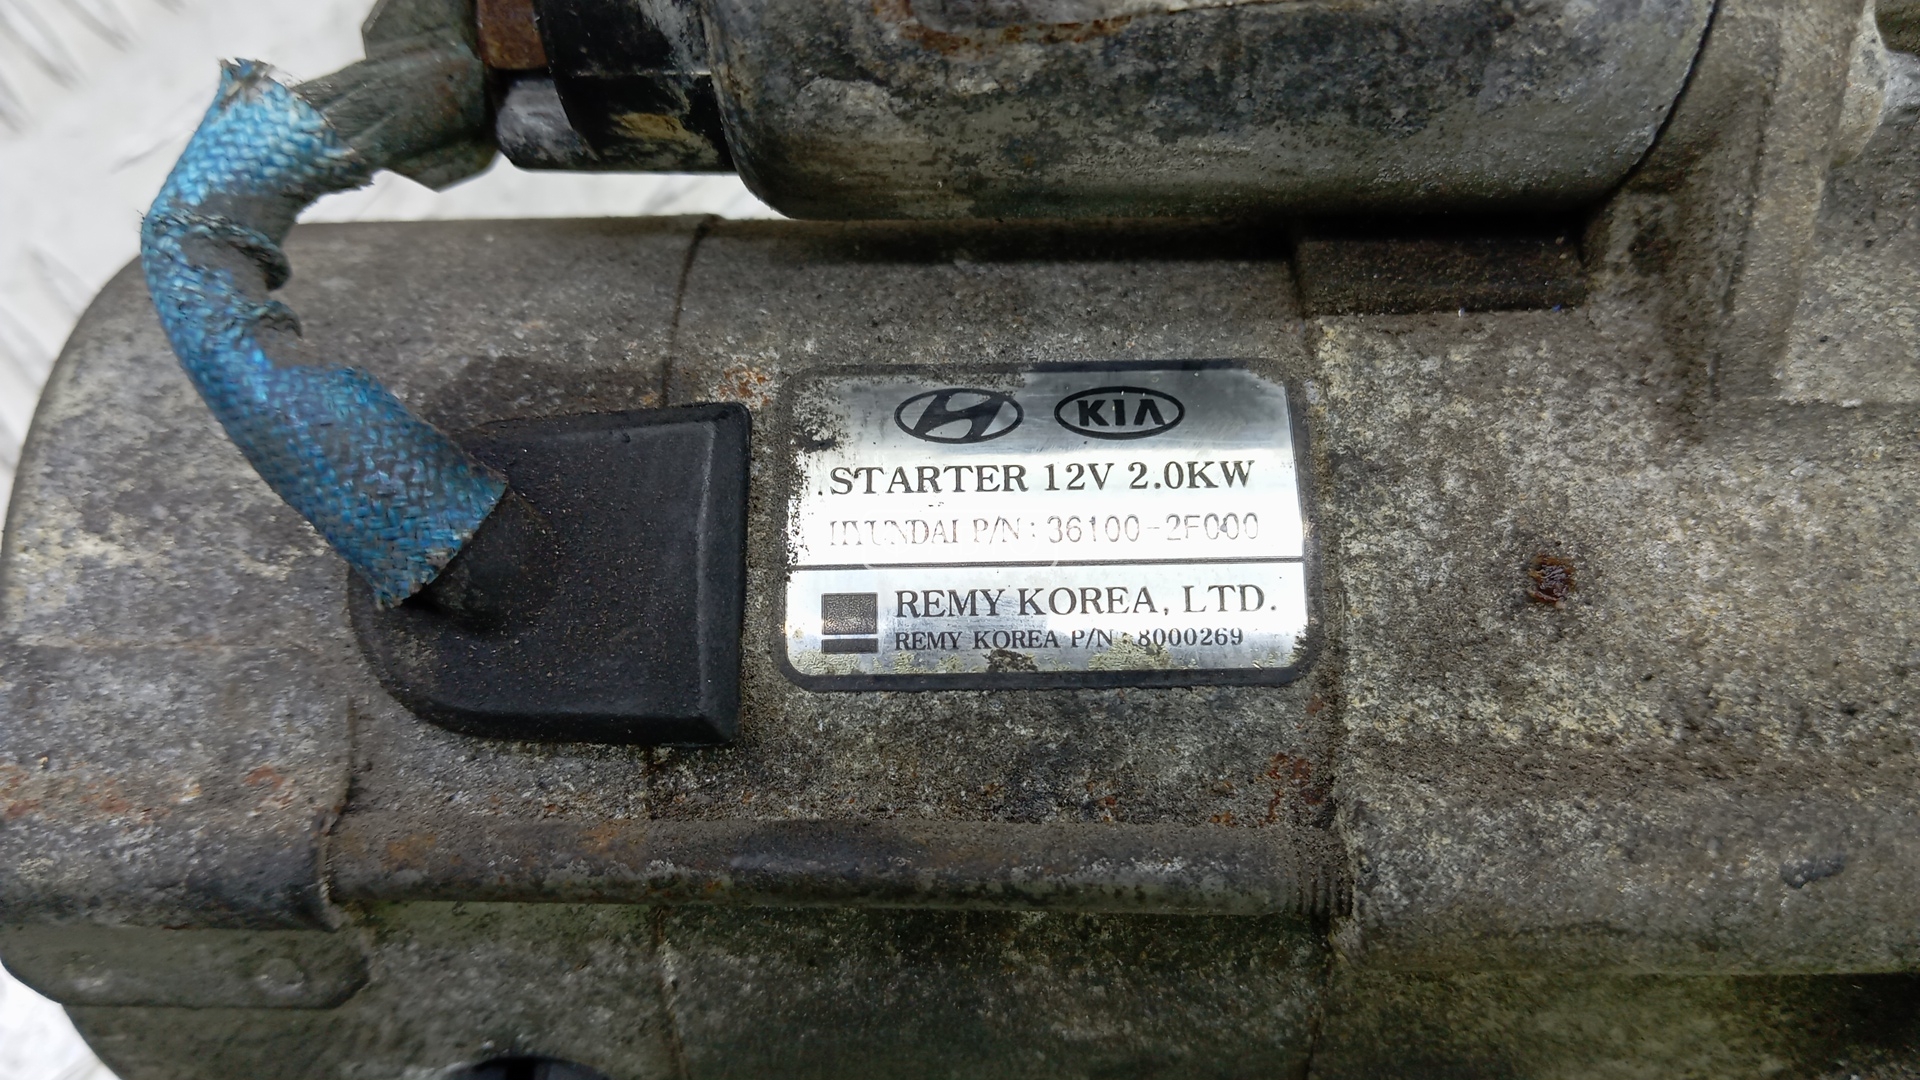 KIA
STARTER 12V 2.0KW
HYUNDAI P/N : 36100-2F000
REMY KOREA, LTD.
REMY KOREA P/N : 8000269